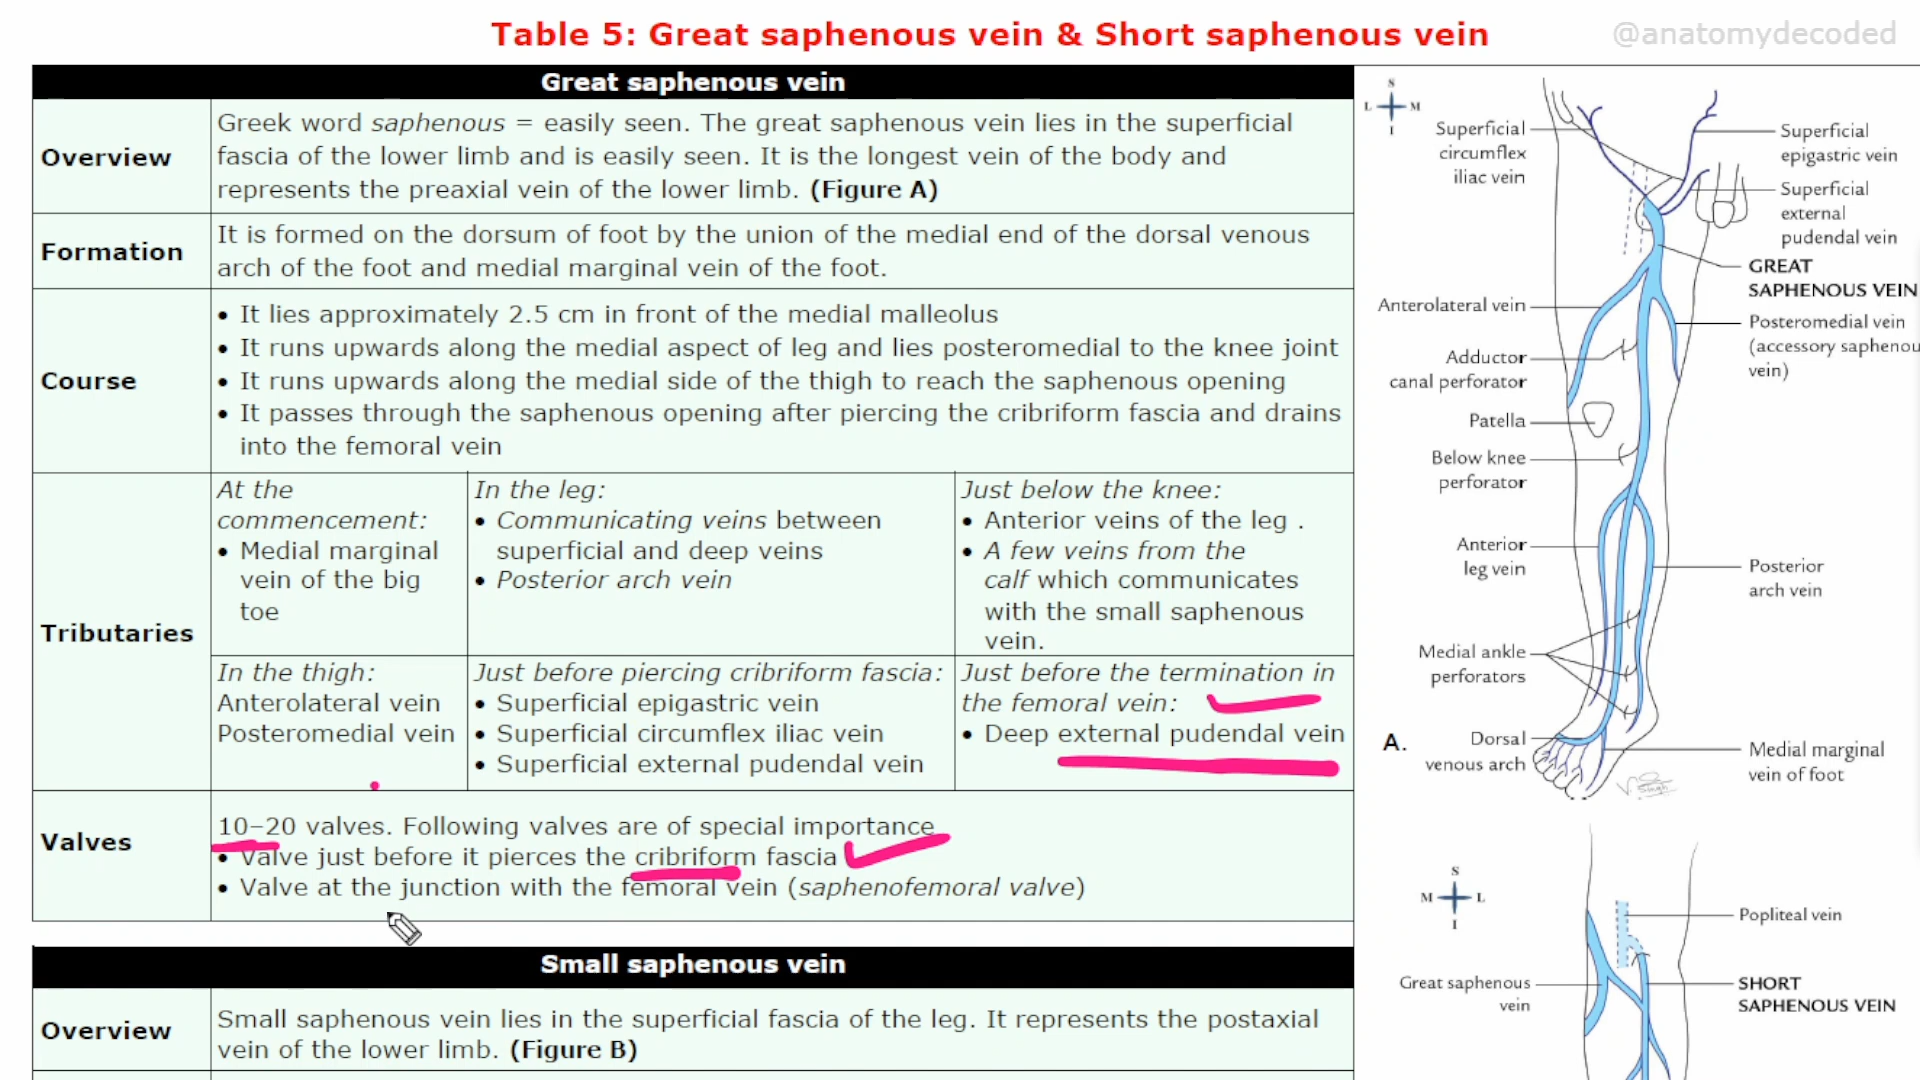 Table 5: Great saphenous vein & Short saphenous vein
@anatomydecoded
Great saphenous vein
Overview
Greek word saphenous = easily seen. The great saphenous vein lies in the superficial
fascia of the lower limb and is easily seen. It is the longest vein of the body and
represents the preaxial vein of the lower limb. (Figure A)
Formation
It is formed on the dorsum of foot by the union of the medial end of the dorsal venous
arch of the foot and medial marginal vein of the foot.
Course
• It lies approximately 2.5 cm in front of the medial malleolus
• It runs upwards along the medial aspect of leg and lies posteromedial to the knee joint
• It runs upwards along the medial side of the thigh to reach the saphenous opening
• It passes through the saphenous opening after piercing the cribriform fascia and drains
into the femoral vein
Tributaries
At the
commencement:
• Medial marginal
vein of the big
toe
In the leg:
• Communicating veins between
superficial and deep veins
• Posterior arch vein
Just below the knee:
• Anterior veins of the leg .
• A few veins from the
calf which communicates
with the small saphenous
vein.
In the thigh:
Anterolateral vein
Posteromedial vein
Just before piercing cribriform fascia:
• Superficial epigastric vein
• Superficial circumflex iliac vein
• Superficial external pudendal vein
Just before the termination in
the femoral vein:
• Deep external pudendal vein
Valves
10–20 valves. Following valves are of special importance
• Valve just before it pierces the cribriform fascia
• Valve at the junction with the femoral vein (saphenofemoral valve)
Small saphenous vein
Overview
Small saphenous vein lies in the superficial fascia of the leg. It represents the postaxial
vein of the lower limb. (Figure B)
S
L M
I
Superficial
circumflex
iliac vein
Superficial
epigastric vein
Superficial
external
pudendal vein
GREAT
SAPHENOUS VEIN
Anterolateral vein
Posteromedial vein
(accessory saphenou
vein)
Adductor
canal perforator
Patella
Below knee
perforator
Anterior
leg vein
Posterior
arch vein
Medial ankle
perforators
A.
Dorsal
venous arch
Medial marginal
vein of foot
S
M L
I
Popliteal vein
Great saphenous
vein
SHORT
SAPHENOUS VEIN